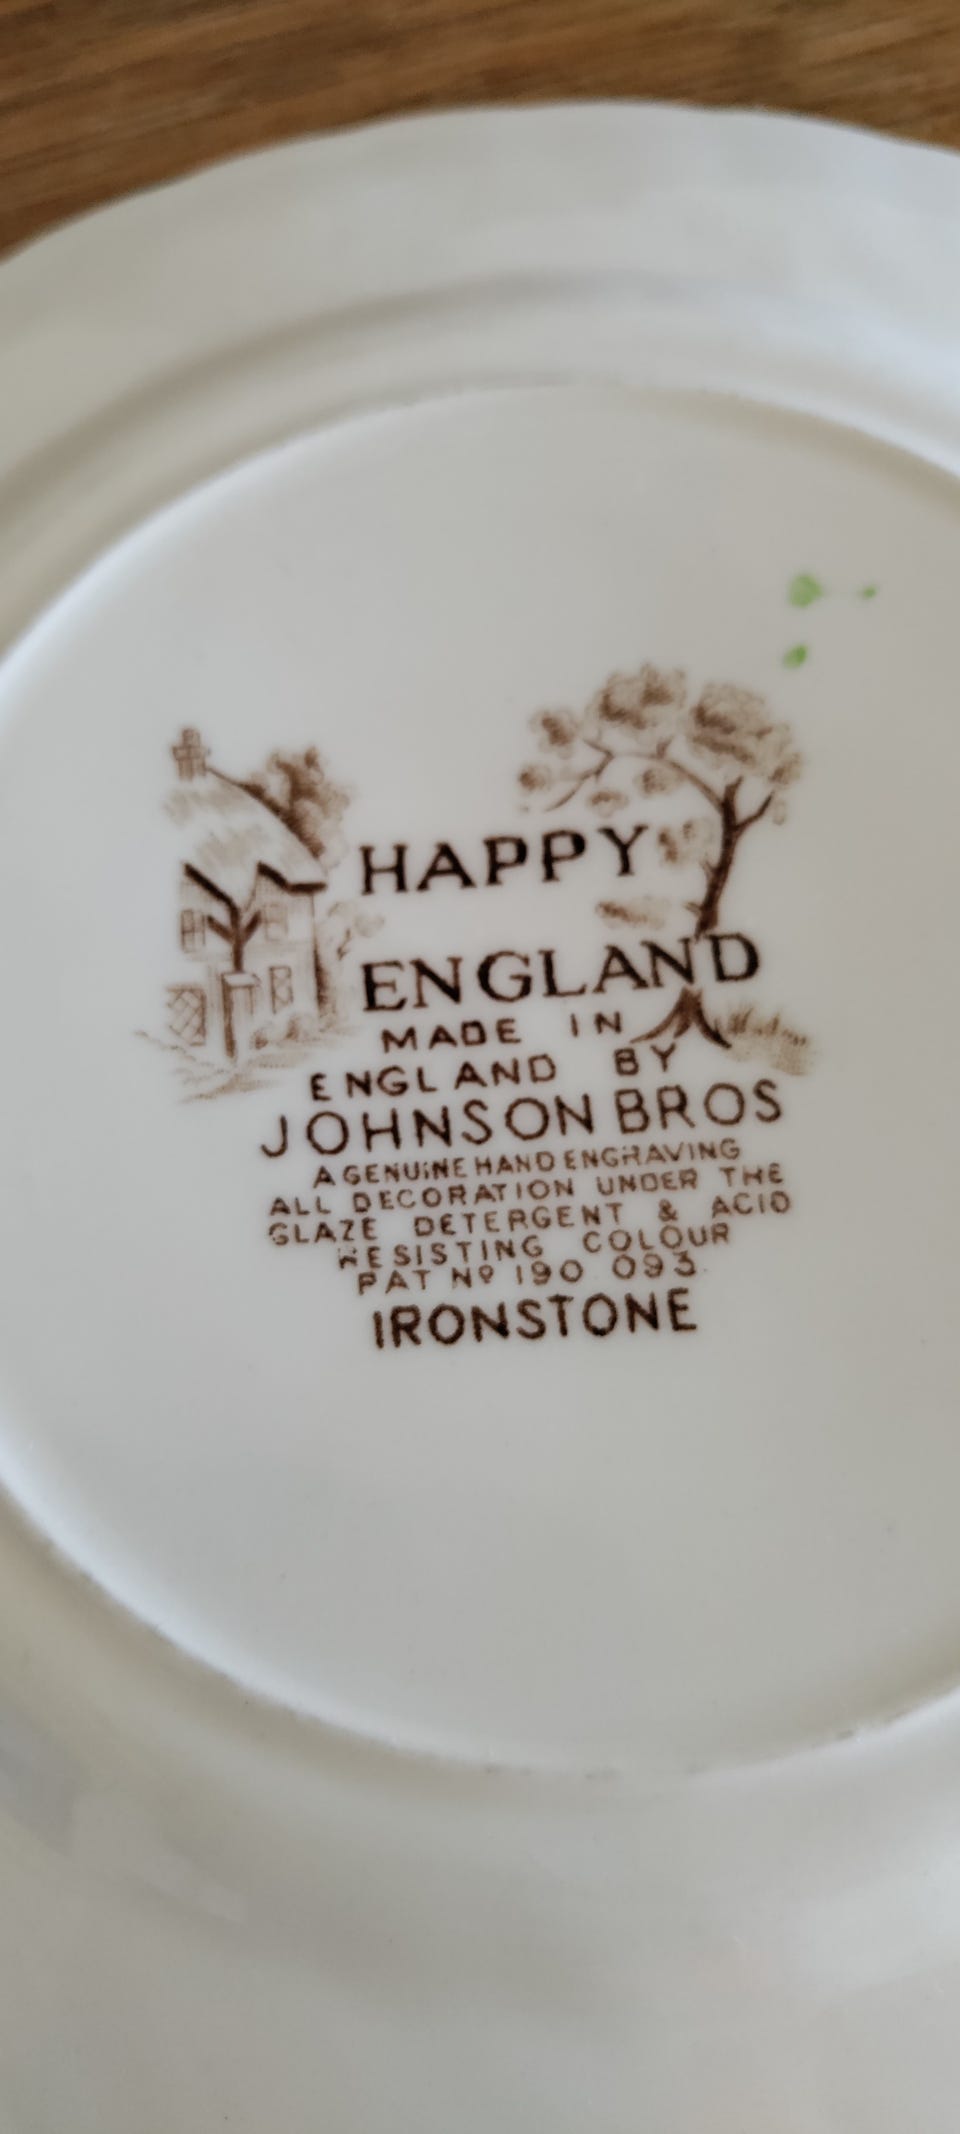 HAPPY
ENGLAND
MADE IN
ENGLAND BY
JOHNSON BROS
A GENUINE HAND ENGRAVING
ALL DECORATION UNDER THE
GLAZE DETERGENT & ACID
RESISTING COLOUR
PAT Nº 190 093
IRONSTONE